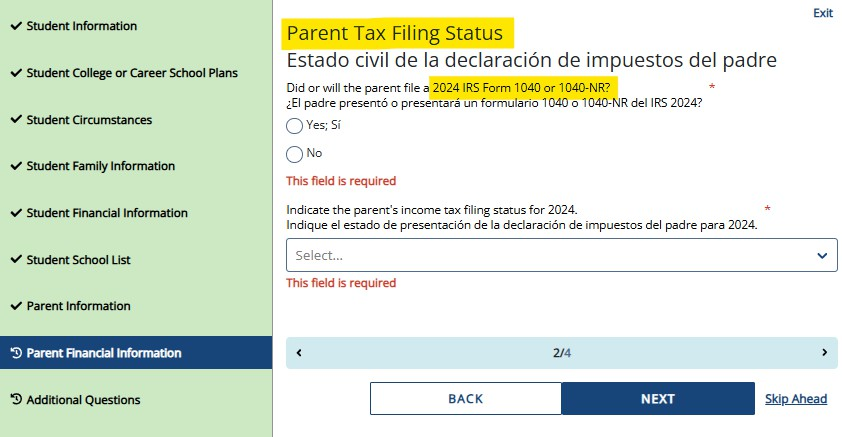 Student Information
Student College or Career School Plans
Student Circumstances
Student Family Information
Student Financial Information
Student School List
Parent Information
Parent Financial Information
Additional Questions
Exit
Parent Tax Filing Status
Estado civil de la declaración de impuestos del padre
Did or will the parent file a 2024 IRS Form 1040 or 1040-NR? *
¿El padre presentó o presentará un formulario 1040 o 1040-NR del IRS 2024?
Yes; Sí
No
This field is required
Indicate the parent's income tax filing status for 2024. *
Indique el estado de presentación de la declaración de impuestos del padre para 2024.
Select...
This field is required
2/4
BACK NEXT Skip Ahead